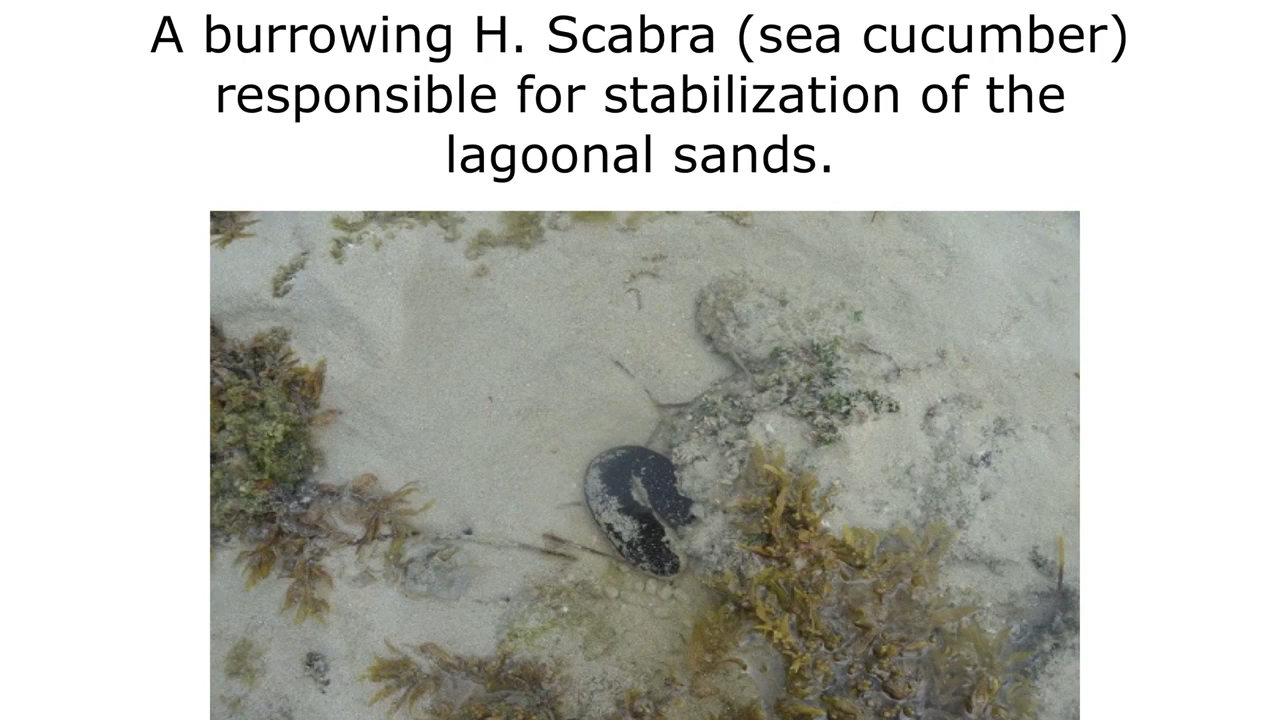 A burrowing H. Scabra (sea cucumber)
responsible for stabilization of the
lagoonal sands.